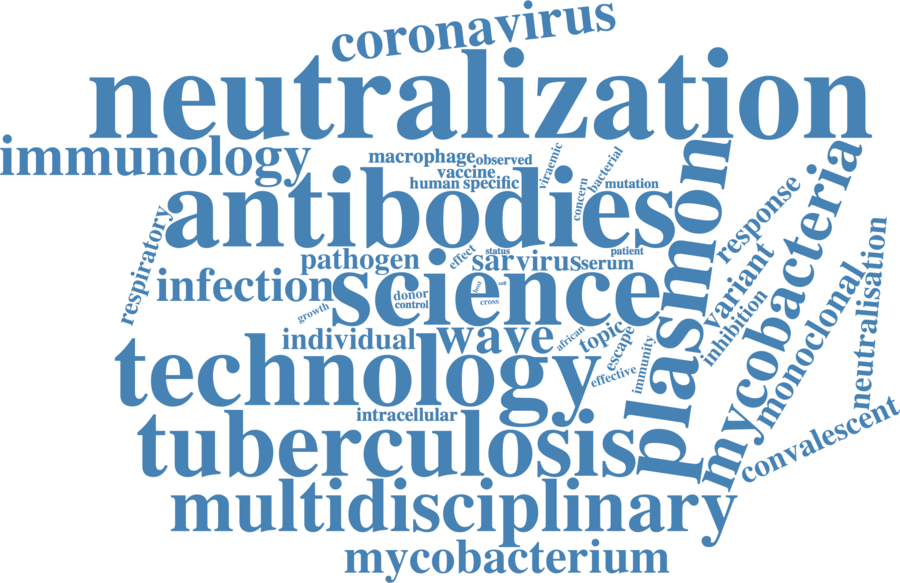 coronavirus
neutralization
immunology
macrophage
observed
vaccine
human specific
viraemic
concern
bacterial
mutation
antibodies
plasmon
response
mycobacteria
respiratory
pathogen
effect
status
sarvirus
serum
patient
infection
science
donor
control
host
cell
cross
growth
variant
inhibition
monoclonal
neutralisation
individual
wave
african
topic
escape
immunity
effective
technology
intracellular
tuberculosis
convalescent
multidisciplinary
mycobacterium